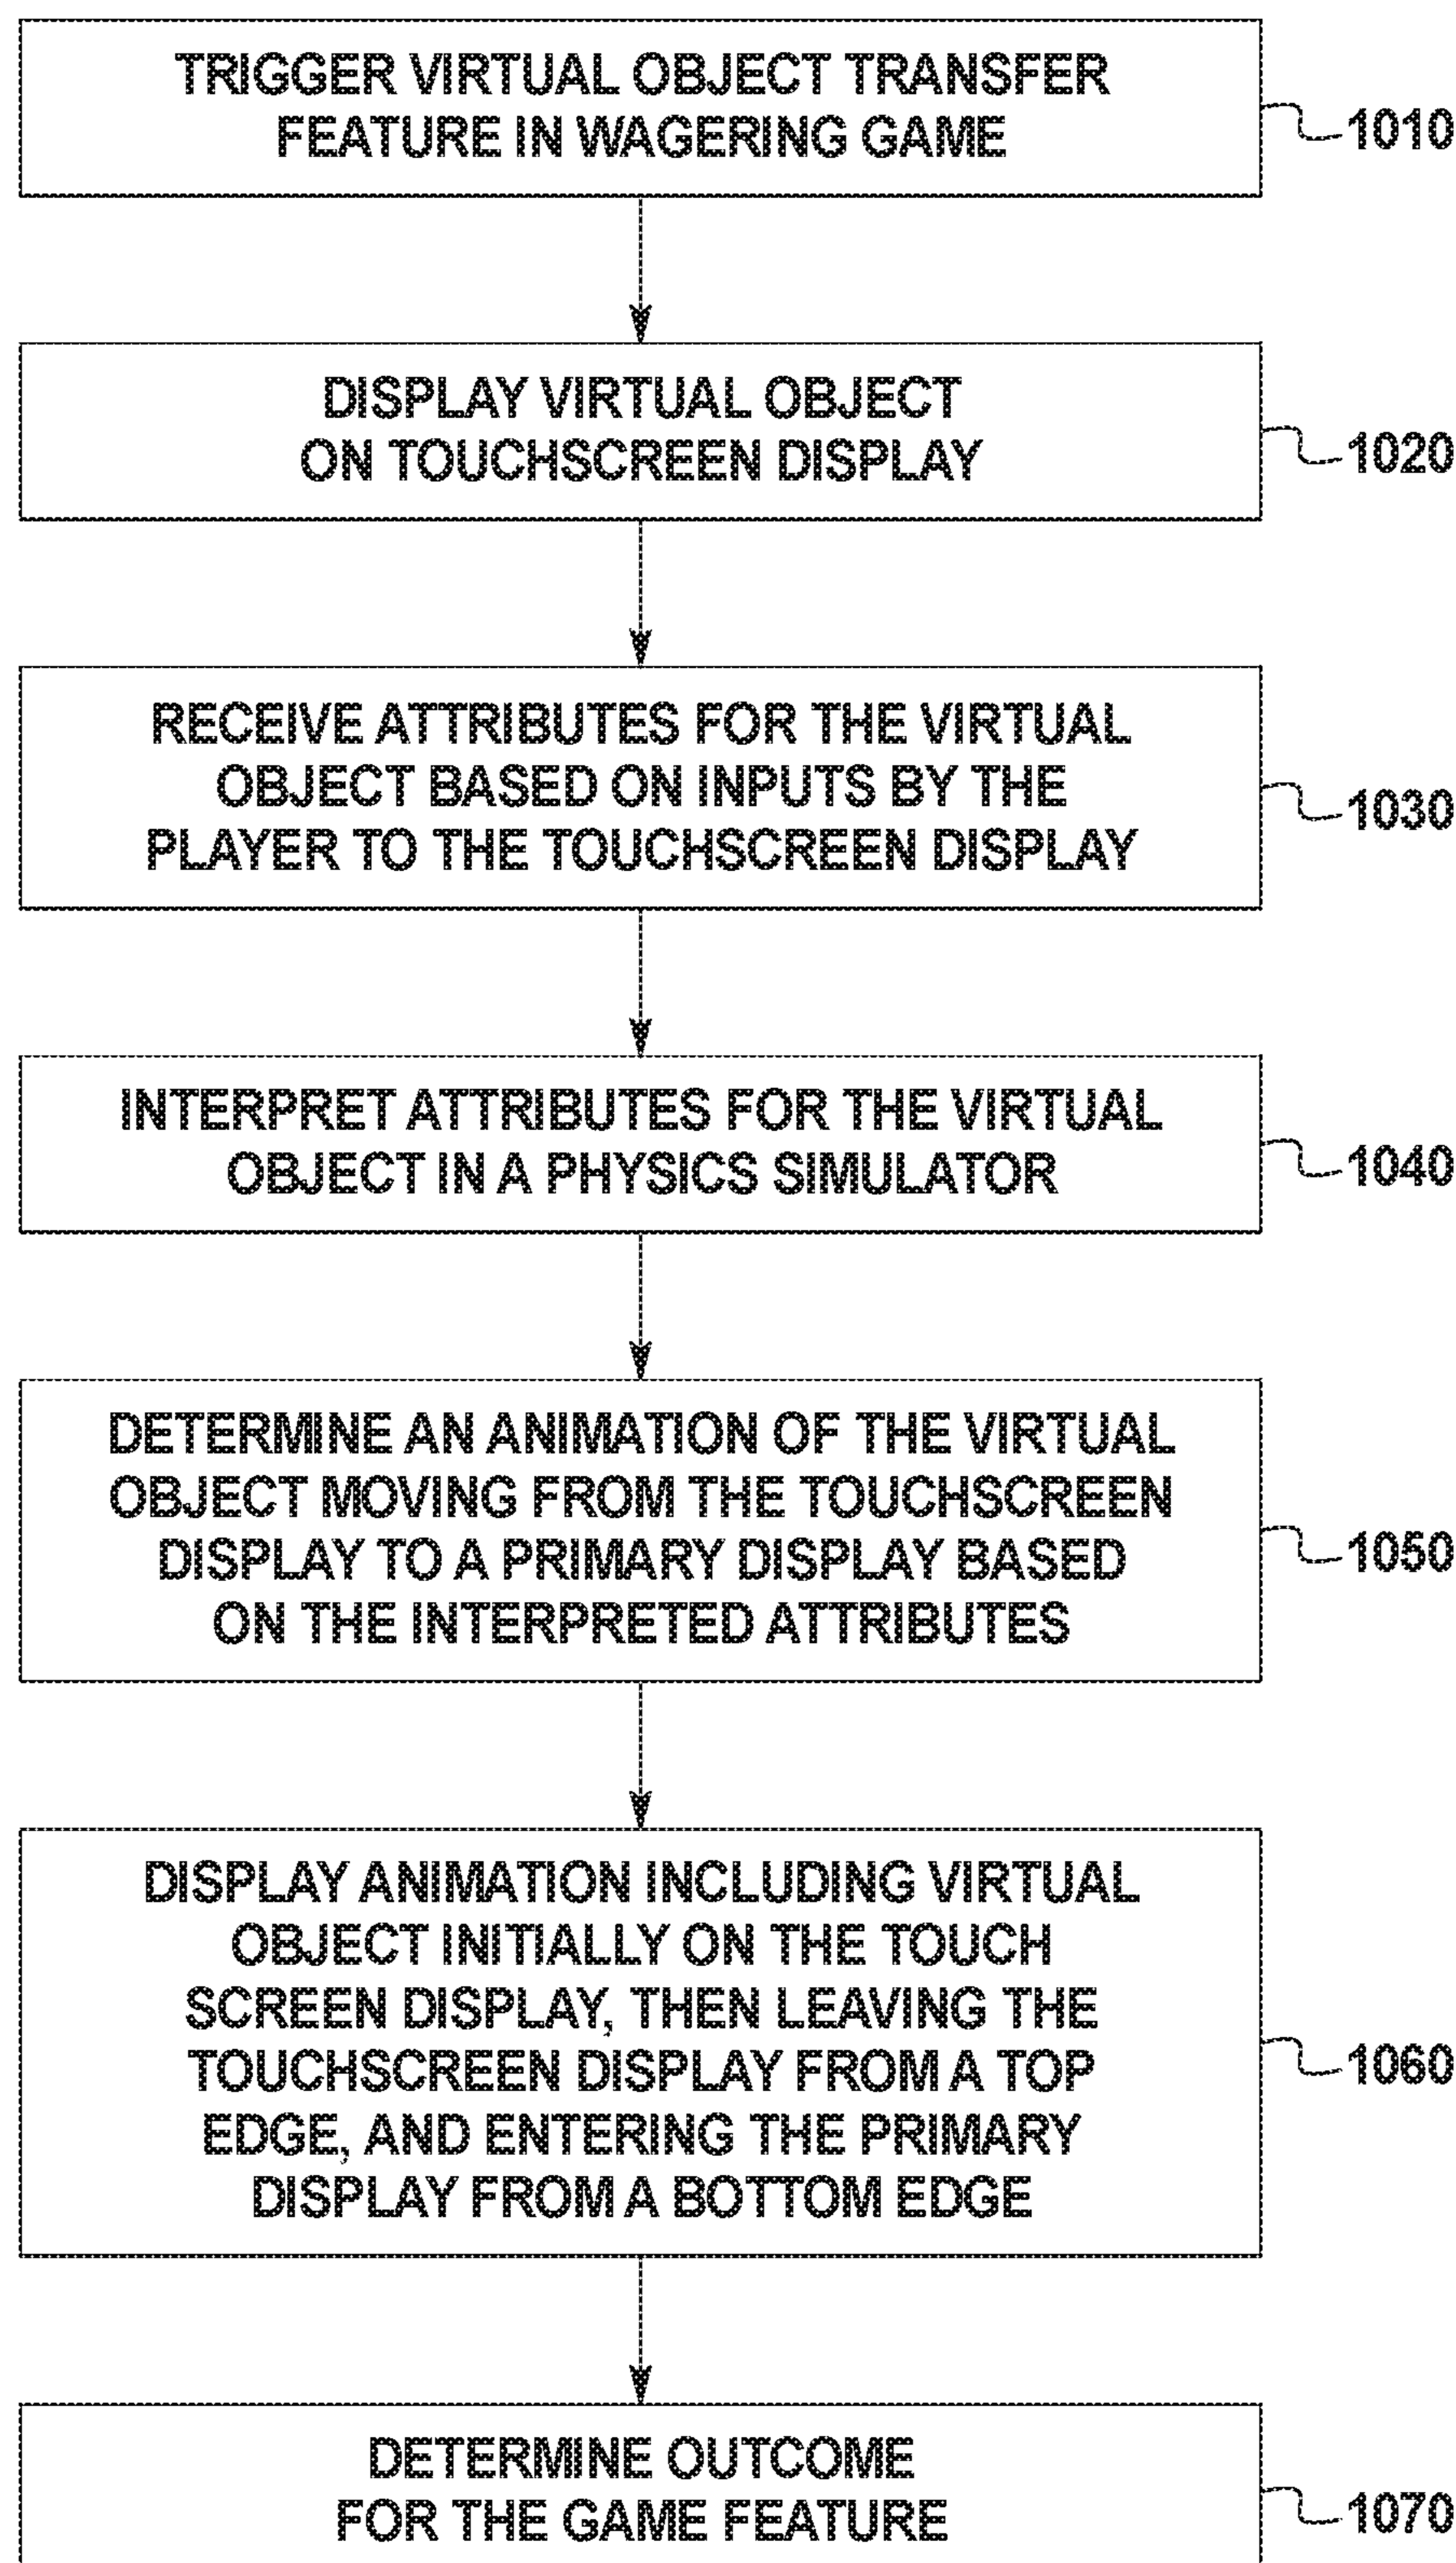 TRIGGER VIRTUAL OBJECT TRANSFER
FEATURE IN WAGERING GAME
1010
DISPLAY VIRTUAL OBJECT
ON TOUCHSCREEN DISPLAY
1020
RECEIVE ATTRIBUTES FOR THE VIRTUAL
OBJECT BASED ON INPUTS BY THE
PLAYER TO THE TOUCHSCREEN DISPLAY
1030
INTERPRET ATTRIBUTES FOR THE VIRTUAL
OBJECT IN A PHYSICS SIMULATOR
1040
DETERMINE AN ANIMATION OF THE VIRTUAL
OBJECT MOVING FROM THE TOUCHSCREEN
DISPLAY TO A PRIMARY DISPLAY BASED
ON THE INTERPRETED ATTRIBUTES
1050
DISPLAY ANIMATION INCLUDING VIRTUAL
OBJECT INITIALLY ON THE TOUCH
SCREEN DISPLAY, THEN LEAVING THE
TOUCHSCREEN DISPLAY FROM A TOP
EDGE, AND ENTERING THE PRIMARY
DISPLAY FROM A BOTTOM EDGE
1060
DETERMINE OUTCOME
FOR THE GAME FEATURE
1070